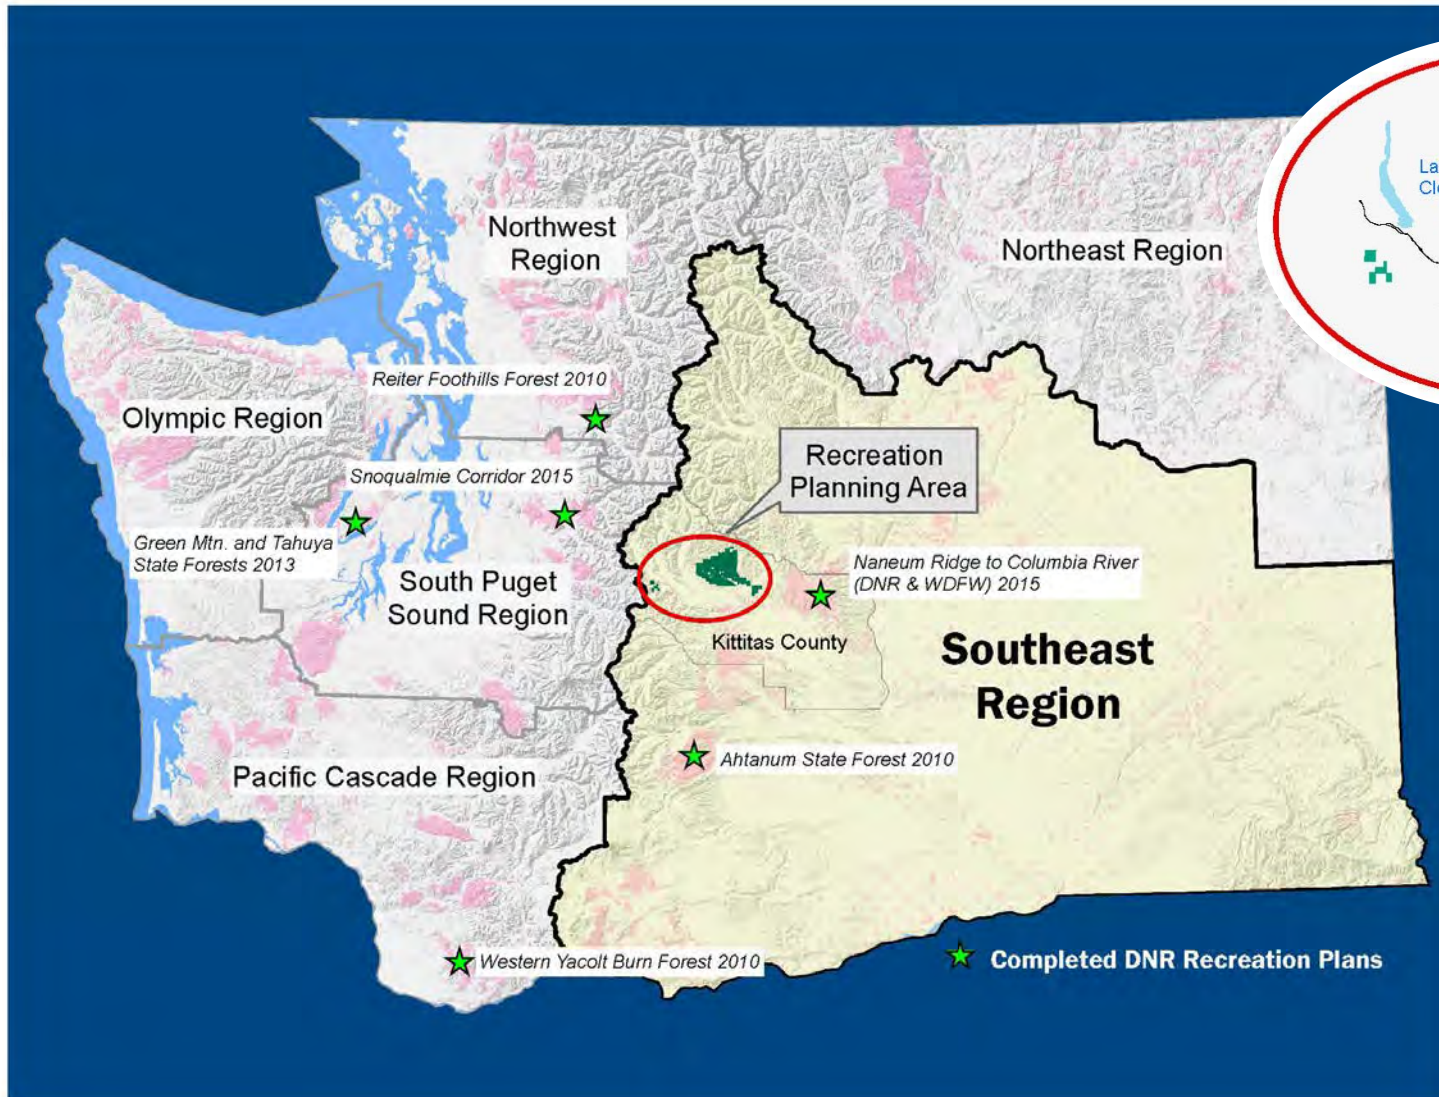 Northwest
Region
Northeast Region
La
Cle
Reiter Foothills Forest 2010
Olympic Region
Recreation
Planning Area
Snoqualmie Corridor 2015
Green Mtn. and Tahuya
State Forests 2013
South Puget
Sound Region
Naneum Ridge to Columbia River
(DNR & WDFW) 2015
Kittitas County
Southeast
Region
Ahtanum State Forest 2010
Pacific Cascade Region
Western Yacolt Burn Forest 2010
Completed DNR Recreation Plans